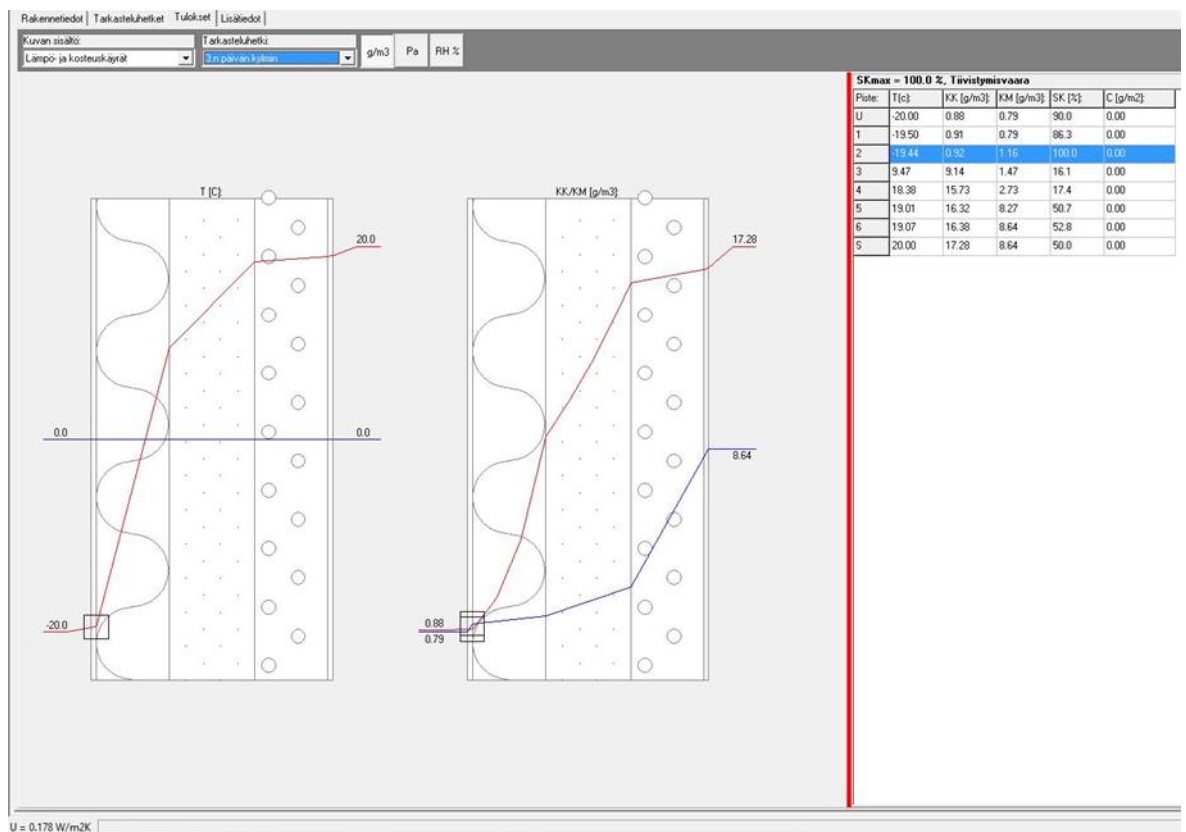 Rakennetiedot Tarkasteluhetket Tulokset Lisätiedot
Kuvan sisältö: Tarkasteluhetki:
Lämpö- ja kosteuskäyrät 3:n päivän kylmin g/m3 Pa RH %
SKmax = 100.0 %, Tiivistymisvaara
Piste: T(c): KK [g/m3]: KM [g/m3]: SK [%]: C [g/m2]:
U -20.00 0.88 0.79 90.0 0.00
1 -19.50 0.91 0.79 86.3 0.00
2 -19.44 0.92 1.16 100.0 0.00
3 9.47 9.14 1.47 16.1 0.00
4 18.38 15.73 2.73 17.4 0.00
5 19.01 16.32 8.27 50.7 0.00
6 19.07 16.38 8.64 52.8 0.00
S 20.00 17.28 8.64 50.0 0.00
T [C]: KK/KM [g/m3]:
20.0 17.28
0.0 0.0
8.64
-20.0 0.88
0.79
U = 0.178 W/m2K